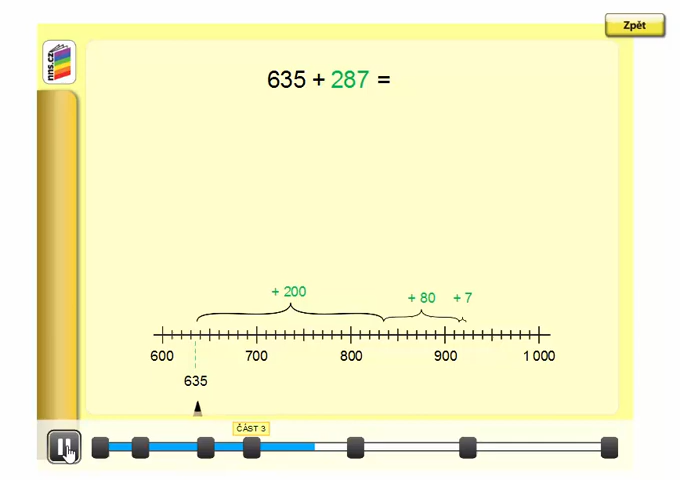 Zpět
nns.cz
635 + 287 =
+ 200
+ 80
+ 7
600
700
800
900
1 000
635
ČÁST 3